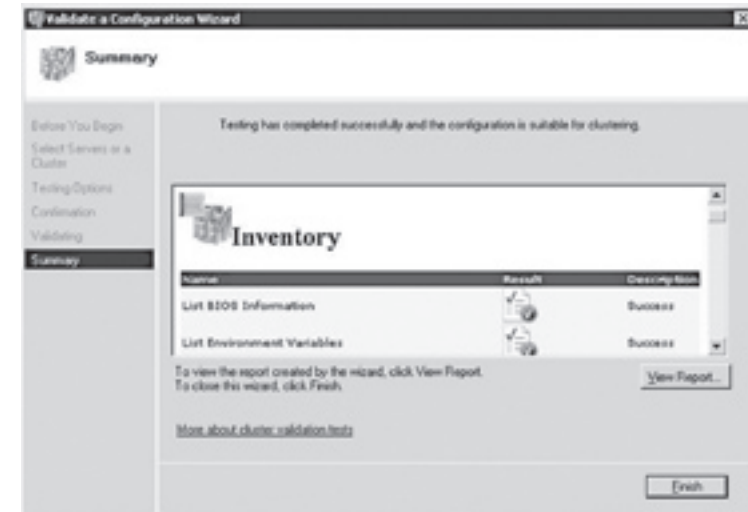 Validate a Configuration Wizard
Summary
Before You Begin
Select Servers or a
Cluster
Testing Options
Confirmation
Validating
Summary
Testing has completed successfully and the configuration is suitable for clustering.
Inventory
Name Result Description
List BIOS Information Success
List Environment Variables Success
To view the report created by the wizard, click View Report.
To close this wizard, click Finish.
View Report...
More about cluster validation tests
Finish